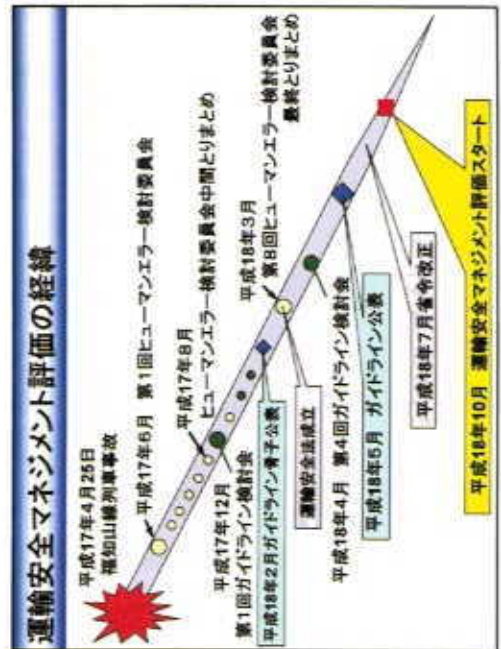 運輸安全マネジメント評価の経緯
平成17年4月25日
福知山線列車事故
平成17年6月 第1回ヒューマンエラー検討委員会
平成17年8月
ヒューマンエラー検討委員会中間とりまとめ
平成17年12月
第1回ガイドライン検討会
平成18年2月ガイドライン骨子公表
平成18年3月
第8回ヒューマンエラー検討委員会
最終とりまとめ
運輸安全法成立
平成18年4月 第4回ガイドライン検討会
平成18年5月 ガイドライン公表
平成18年7月省令改正
平成18年10月 運輸安全マネジメント評価スタート